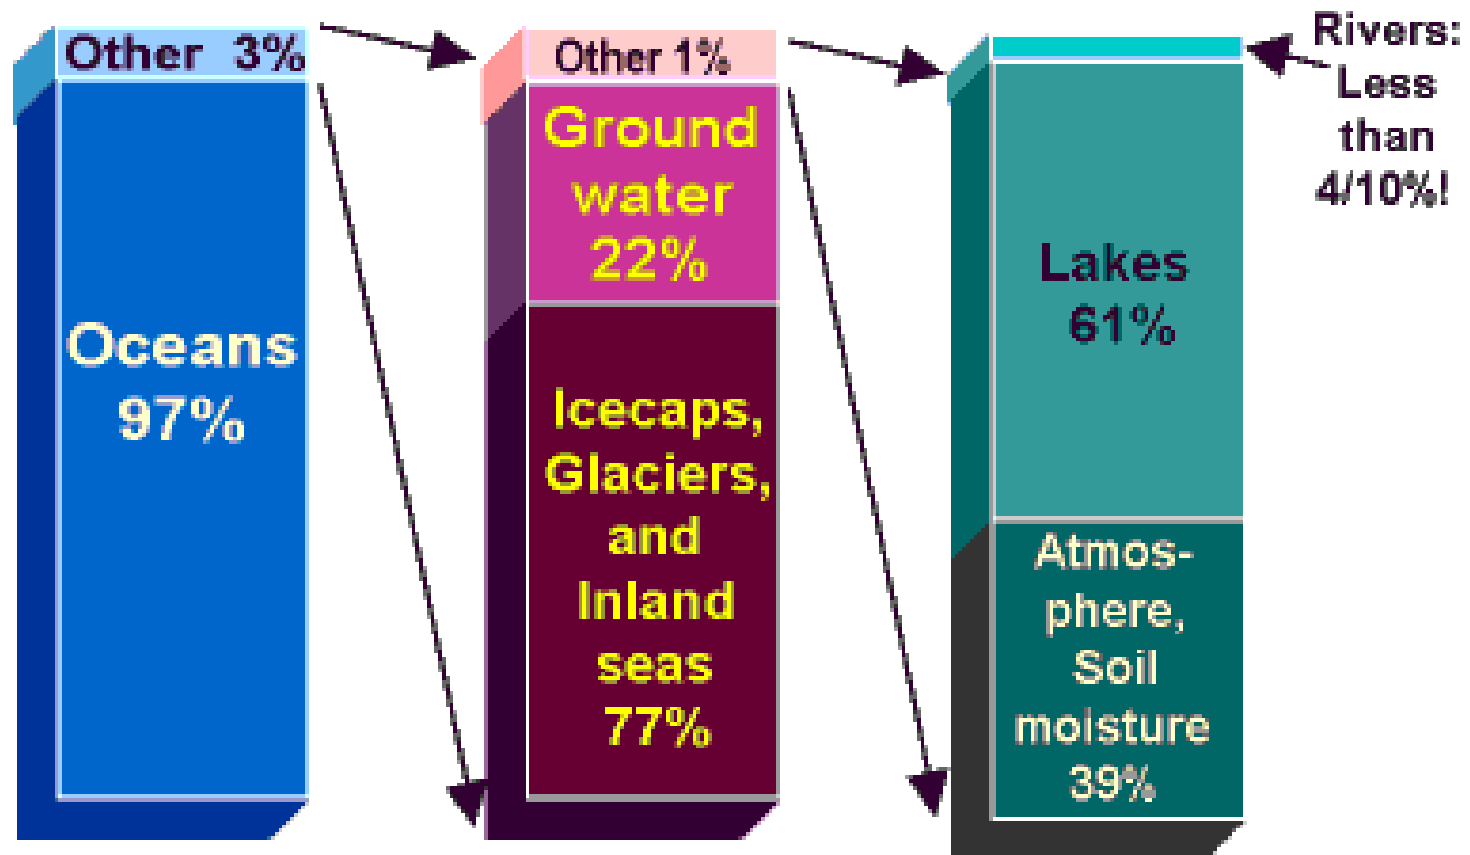 Other 3%
Oceans
97%
Other 1%
Ground
water
22%
Icecaps,
Glaciers,
and
Inland
seas
77%
Rivers:
Less
than
4/10%!
Lakes
61%
Atmos-
phere,
Soil
moisture
39%